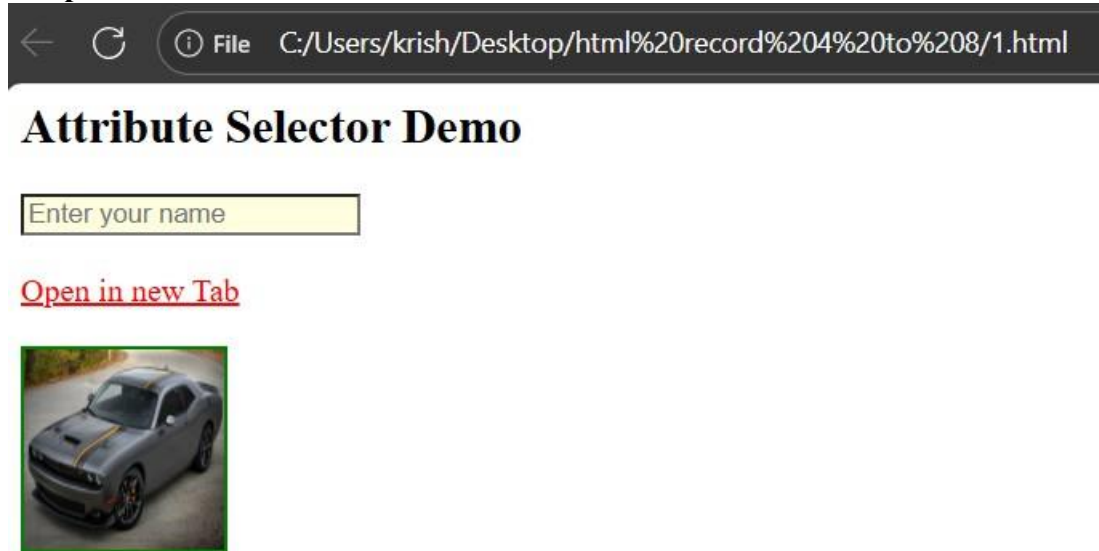 File C:/Users/krish/Desktop/html%20record%204%20to%208/1.html
Attribute Selector Demo
Enter your name
Open in new Tab